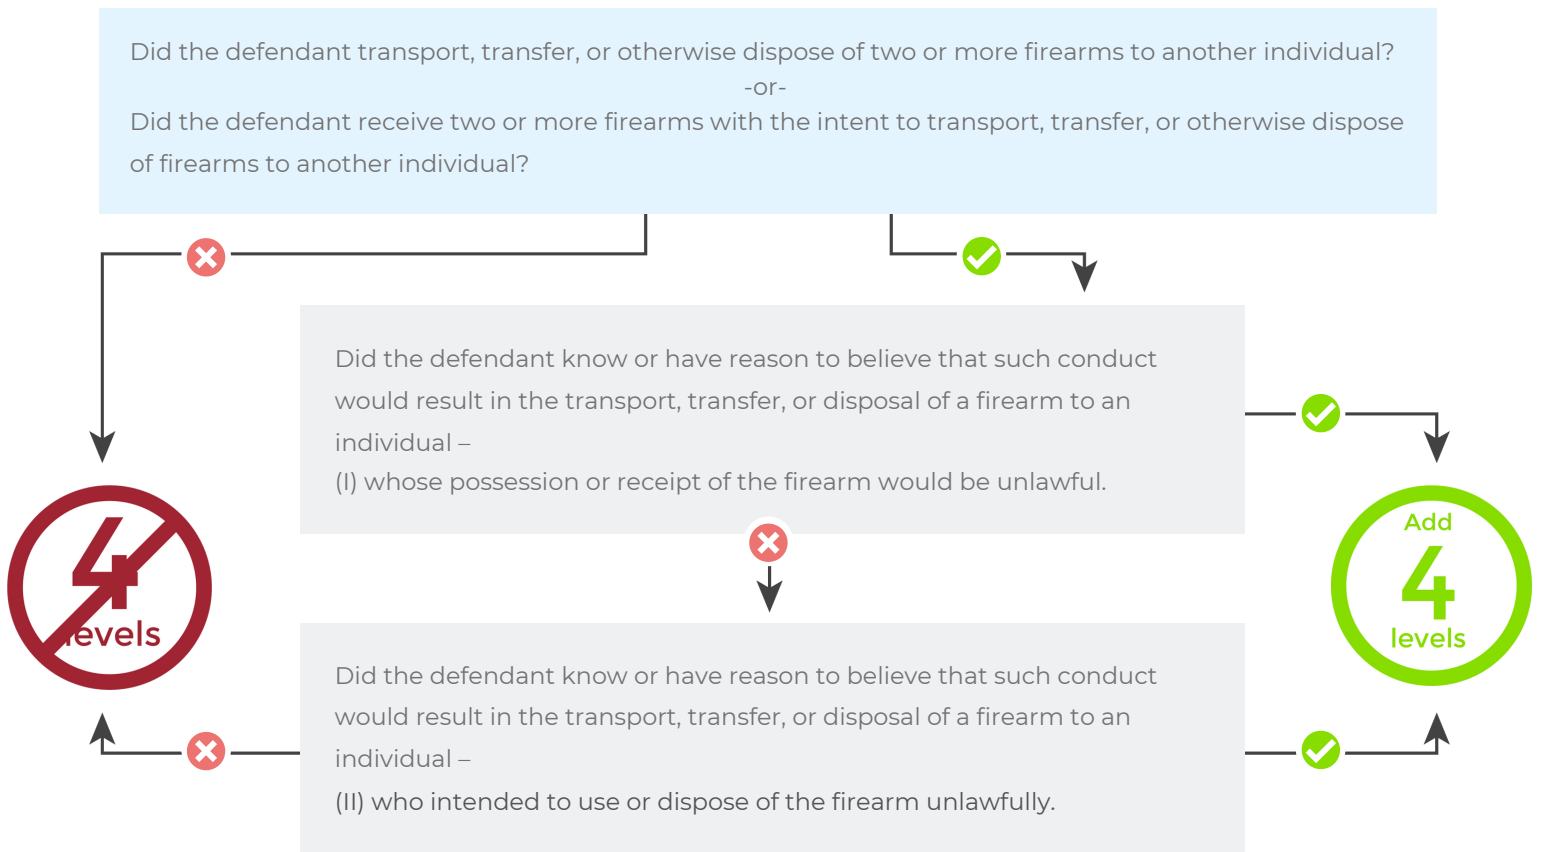 Did the defendant transport, transfer, or otherwise dispose of two or more firearms to another individual?
-or-
Did the defendant receive two or more firearms with the intent to transport, transfer, or otherwise dispose
of firearms to another individual?
Did the defendant know or have reason to believe that such conduct
would result in the transport, transfer, or disposal of a firearm to an
individual –
(I) whose possession or receipt of the firearm would be unlawful.
4
levels
Add
4
levels
Did the defendant know or have reason to believe that such conduct
would result in the transport, transfer, or disposal of a firearm to an
individual –
(II) who intended to use or dispose of the firearm unlawfully.